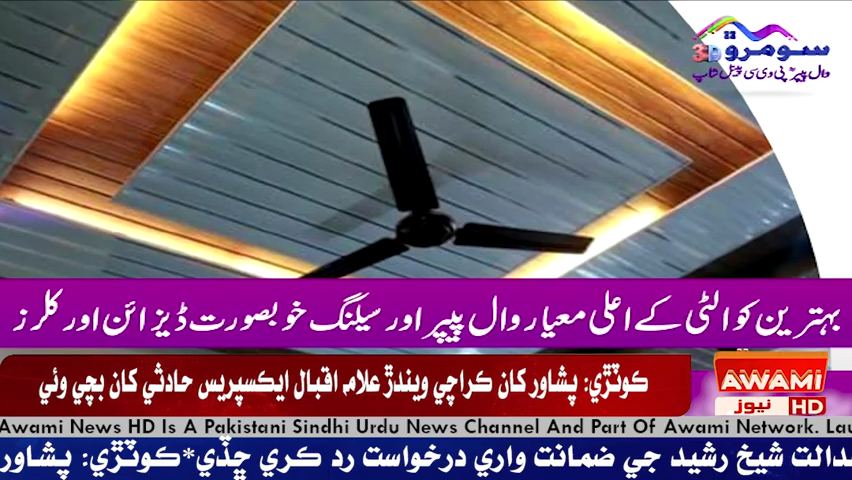 سومرو 3D
وال پیپر پی وی سی پینل شاپ
بہترین کوالٹی کے اعلی معیار وال پیپر اور سیلنگ خوبصورت ڈیزائن اور کلرز
ڪوٽڙي: پشاور کان ڪراچي ويندڙ علام اقبال ايڪسپريس حادثي کان بچي وئي
AWAMI
نیوز HD
Awami News HD Is A Pakistani Sindhi Urdu News Channel And Part Of Awami Network. Lau
دالت شيخ رشيد جي ضمانت واري درخواست رد ڪري ڇڏي*ڪوٽڙي: پشاور